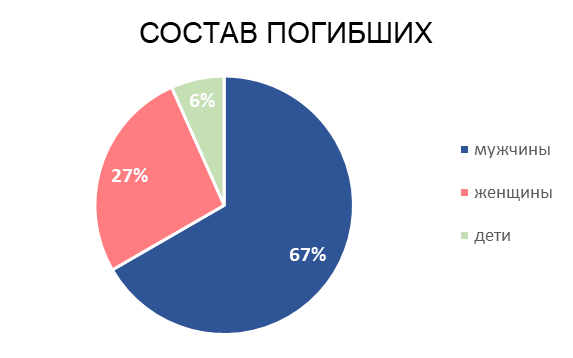 СОСТАВ ПОГИБШИХ
6%
27%
67%
мужчины
женщины
дети